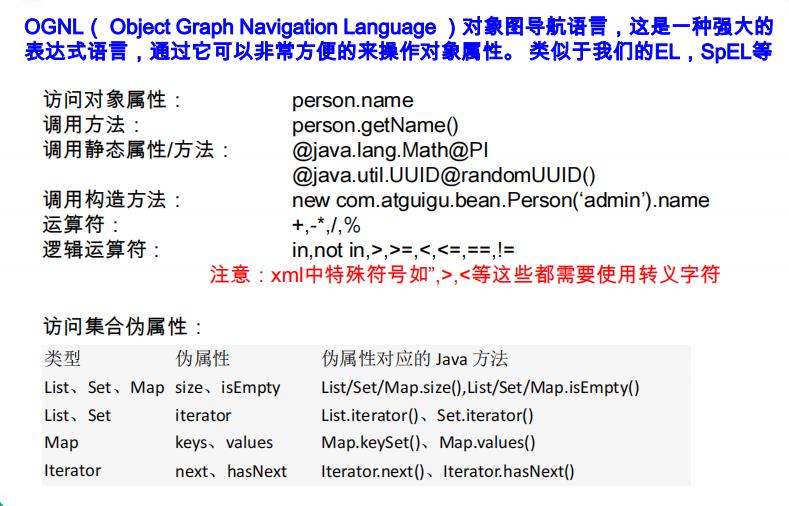 OGNL（ Object Graph Navigation Language ）对象图导航语言，这是一种强大的
表达式语言，通过它可以非常方便的来操作对象属性。 类似于我们的EL，SpEL等
访问对象属性： person.name
调用方法： person.getName()
调用静态属性/方法： @java.lang.Math@PI
@java.util.UUID@randomUUID()
调用构造方法： new com.atguigu.bean.Person(‘admin’).name
运算符： +,-*,/,%
逻辑运算符： in,not in,>,>=,<,<=,==,!=
注意：xml中特殊符号如”,>,<等这些都需要使用转义字符
访问集合伪属性：
类型 伪属性 伪属性对应的 Java 方法
List、Set、Map size、isEmpty List/Set/Map.size(),List/Set/Map.isEmpty()
List、Set iterator List.iterator()、Set.iterator()
Map keys、values Map.keySet()、Map.values()
Iterator next、hasNext Iterator.next()、Iterator.hasNext()